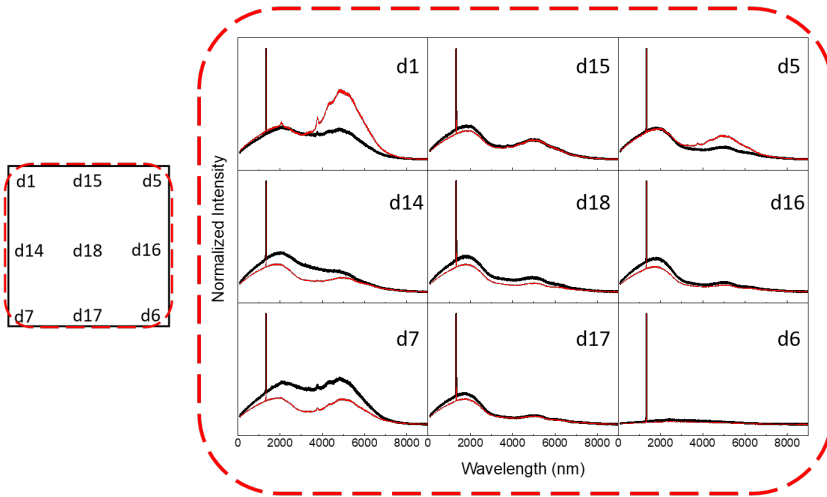 d1 d15 d5
d14 d18 d16
d7 d17 d6
Normalized Intensity
d1 d15 d5
d14 d18 d16
d7 d17 d6
0 2000 4000 6000 8000 0 2000 4000 6000 8000 0 2000 4000 6000 8000
Wavelength (nm)